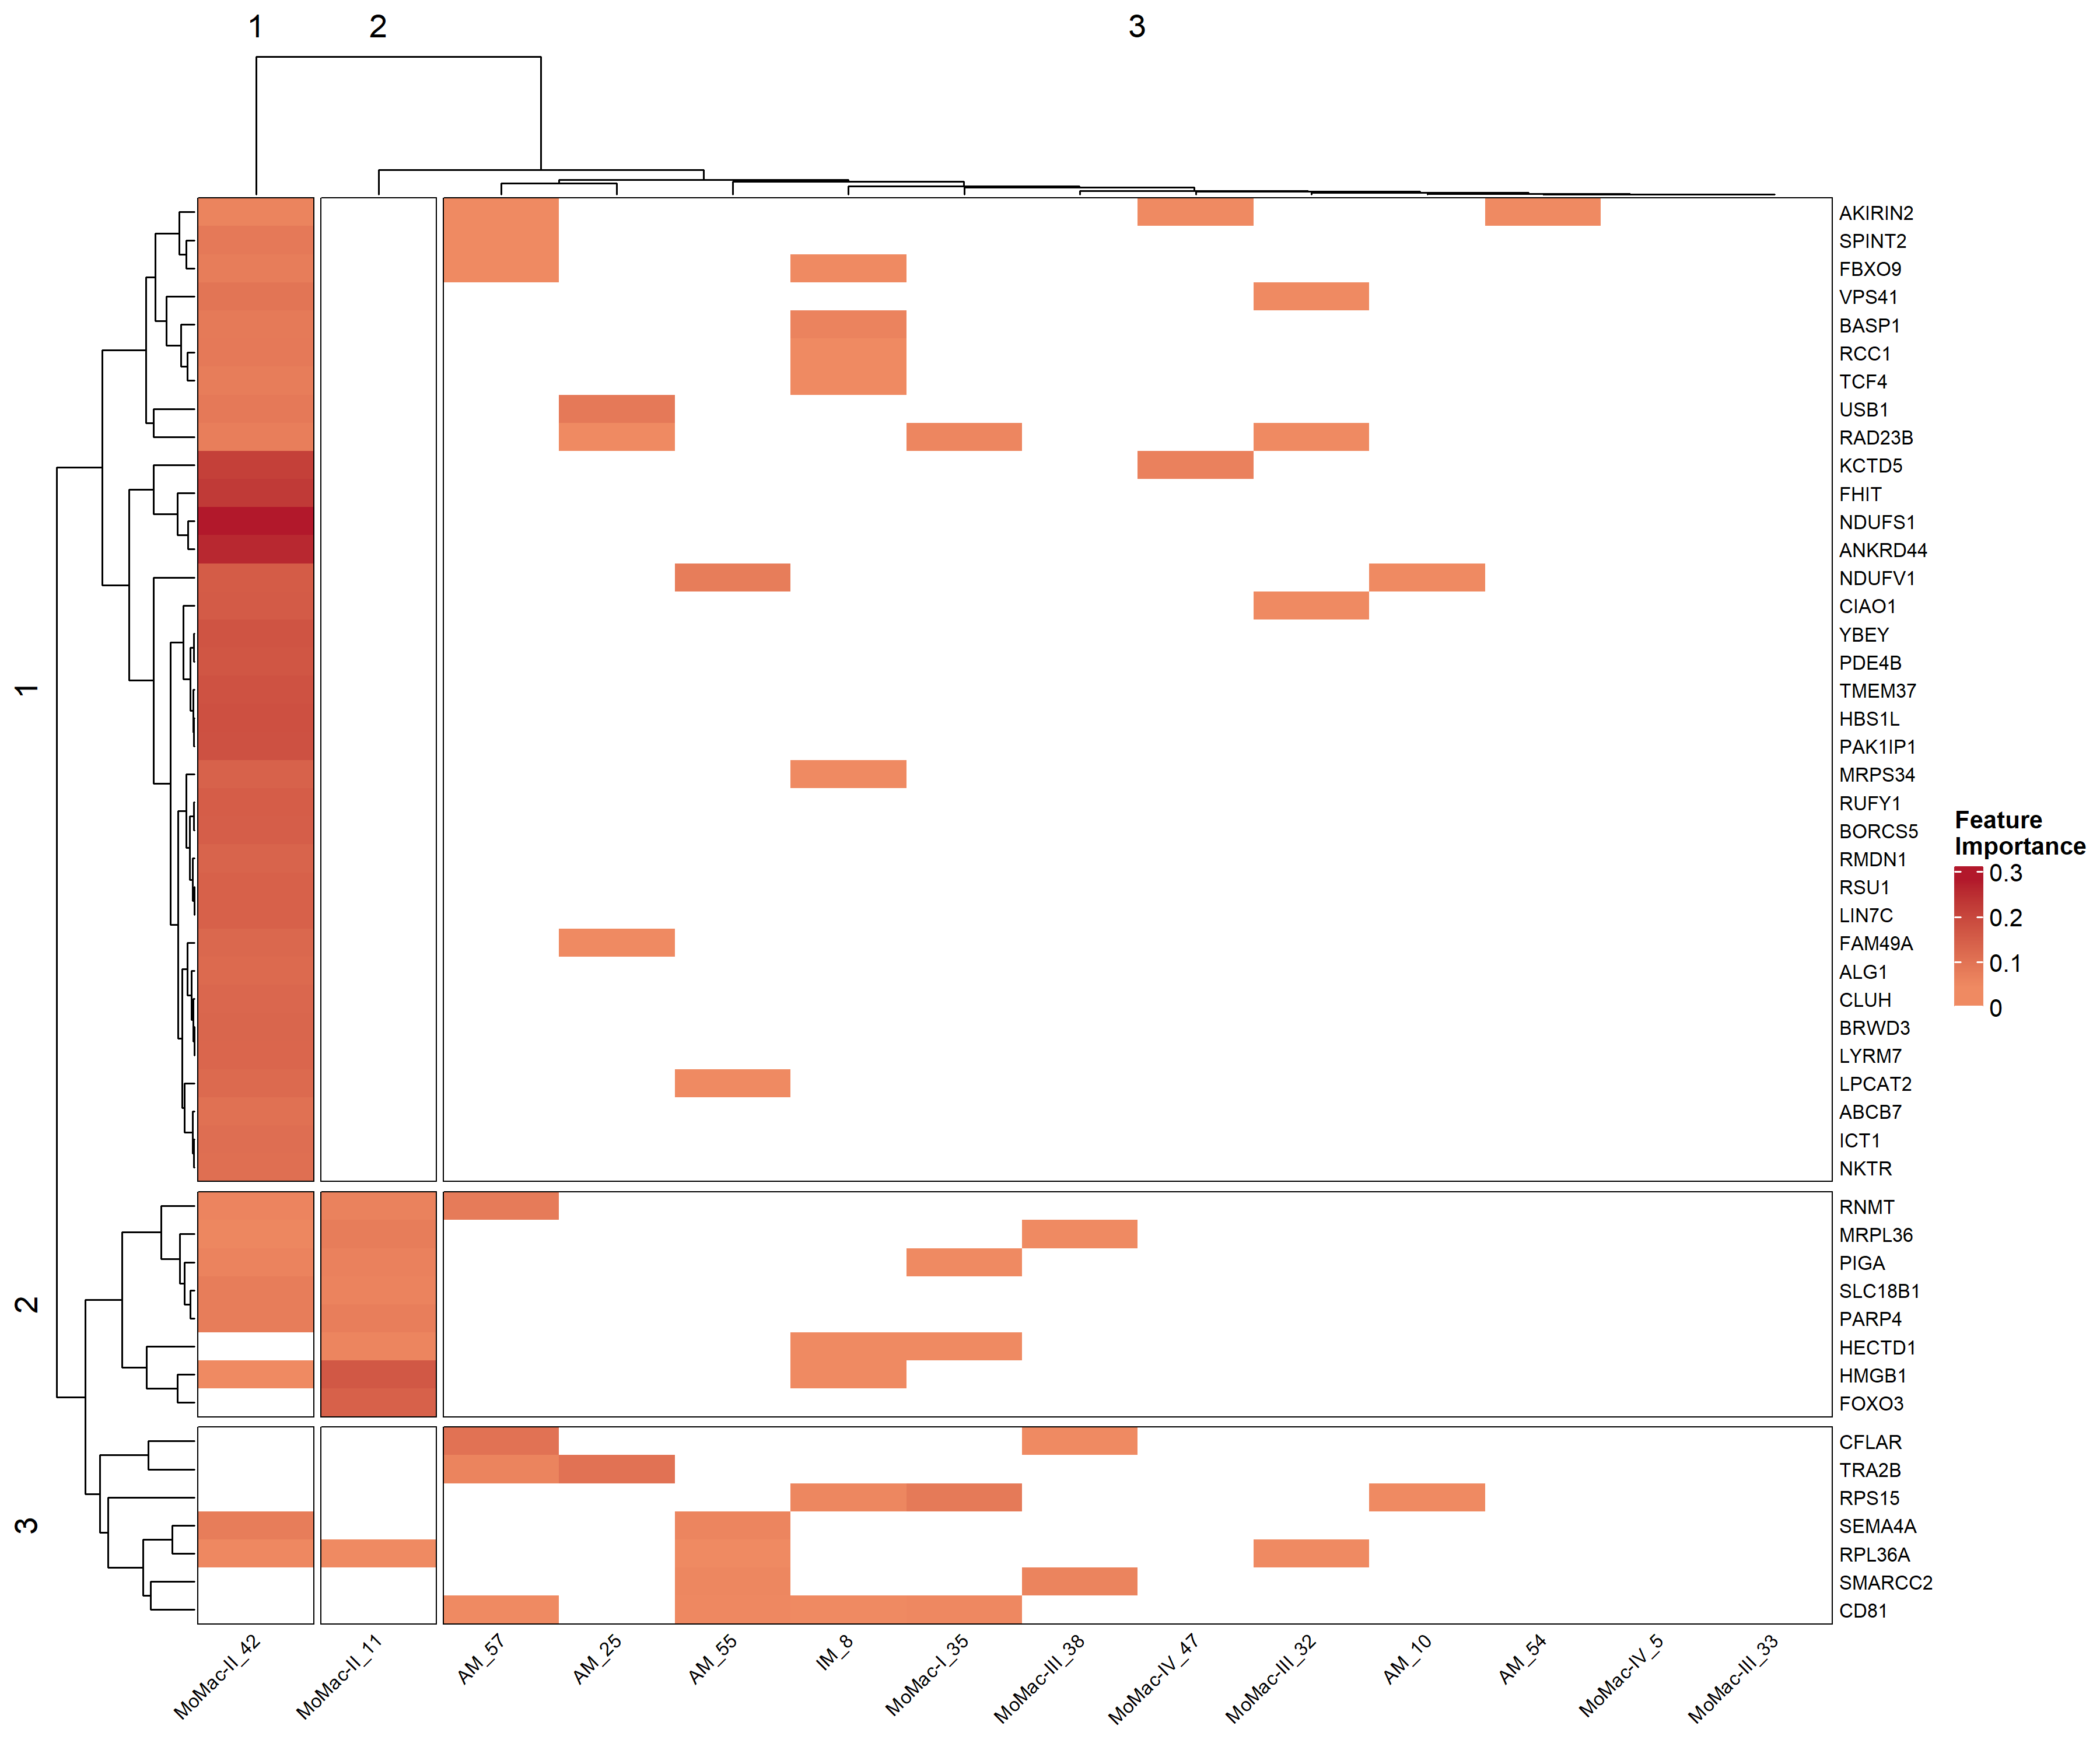 1
2
3
AKIRIN2
SPINT2
FBXO9
VPS41
BASP1
RCC1
TCF4
USB1
RAD23B
KCTD5
FHIT
NDUFS1
ANKRD44
NDUFV1
CIAO1
YBEY
PDE4B
TMEM37
HBS1L
PAK1IP1
MRPS34
RUFY1
BORCS5
RMDN1
RSU1
LIN7C
FAM49A
ALG1
CLUH
BRWD3
LYRM7
LPCAT2
ABCB7
ICT1
NKTR
RNMT
MRPL36
PIGA
SLC18B1
PARP4
HECTD1
HMGB1
FOXO3
CFLAR
TRA2B
RPS15
SEMA4A
RPL36A
SMARCC2
CD81
1
2
3
MoMac-II_42
MoMac-II_11
AM_57
AM_25
AM_55
IM_8
MoMac-I_35
MoMac-III_38
MoMac-IV_47
MoMac-III_32
AM_10
AM_54
MoMac-IV_5
MoMac-III_33
Feature
Importance
0.3
0.2
0.1
0